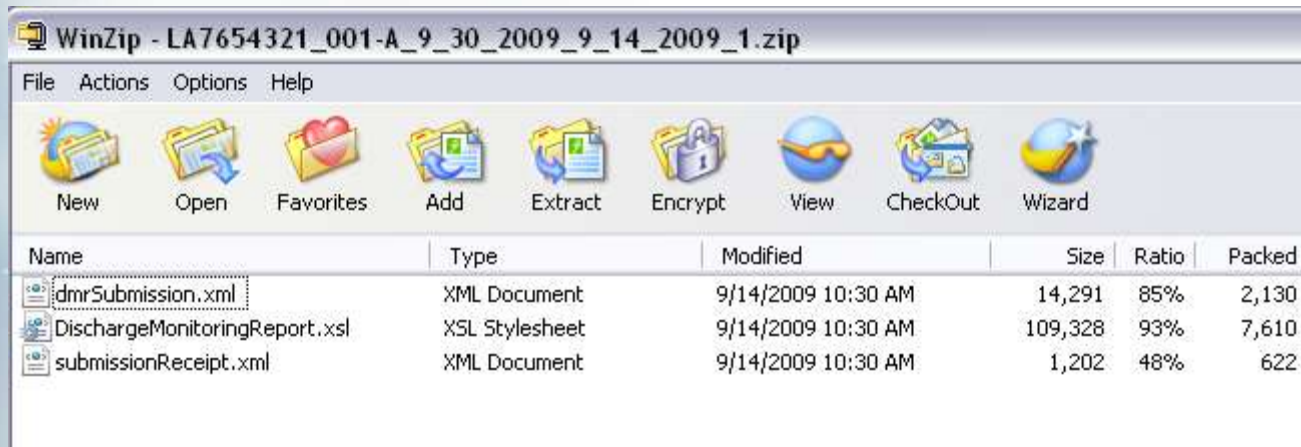 WinZip - LA7654321_001-A_9_30_2009_9_14_2009_1.zip
File Actions Options Help
New Open Favorites Add Extract Encrypt View CheckOut Wizard
Name Type Modified Size Ratio Packed
dmrSubmission.xml XML Document 9/14/2009 10:30 AM 14,291 85% 2,130
DischargeMonitoringReport.xsl XSL Stylesheet 9/14/2009 10:30 AM 109,328 93% 7,610
submissionReceipt.xml XML Document 9/14/2009 10:30 AM 1,202 48% 622